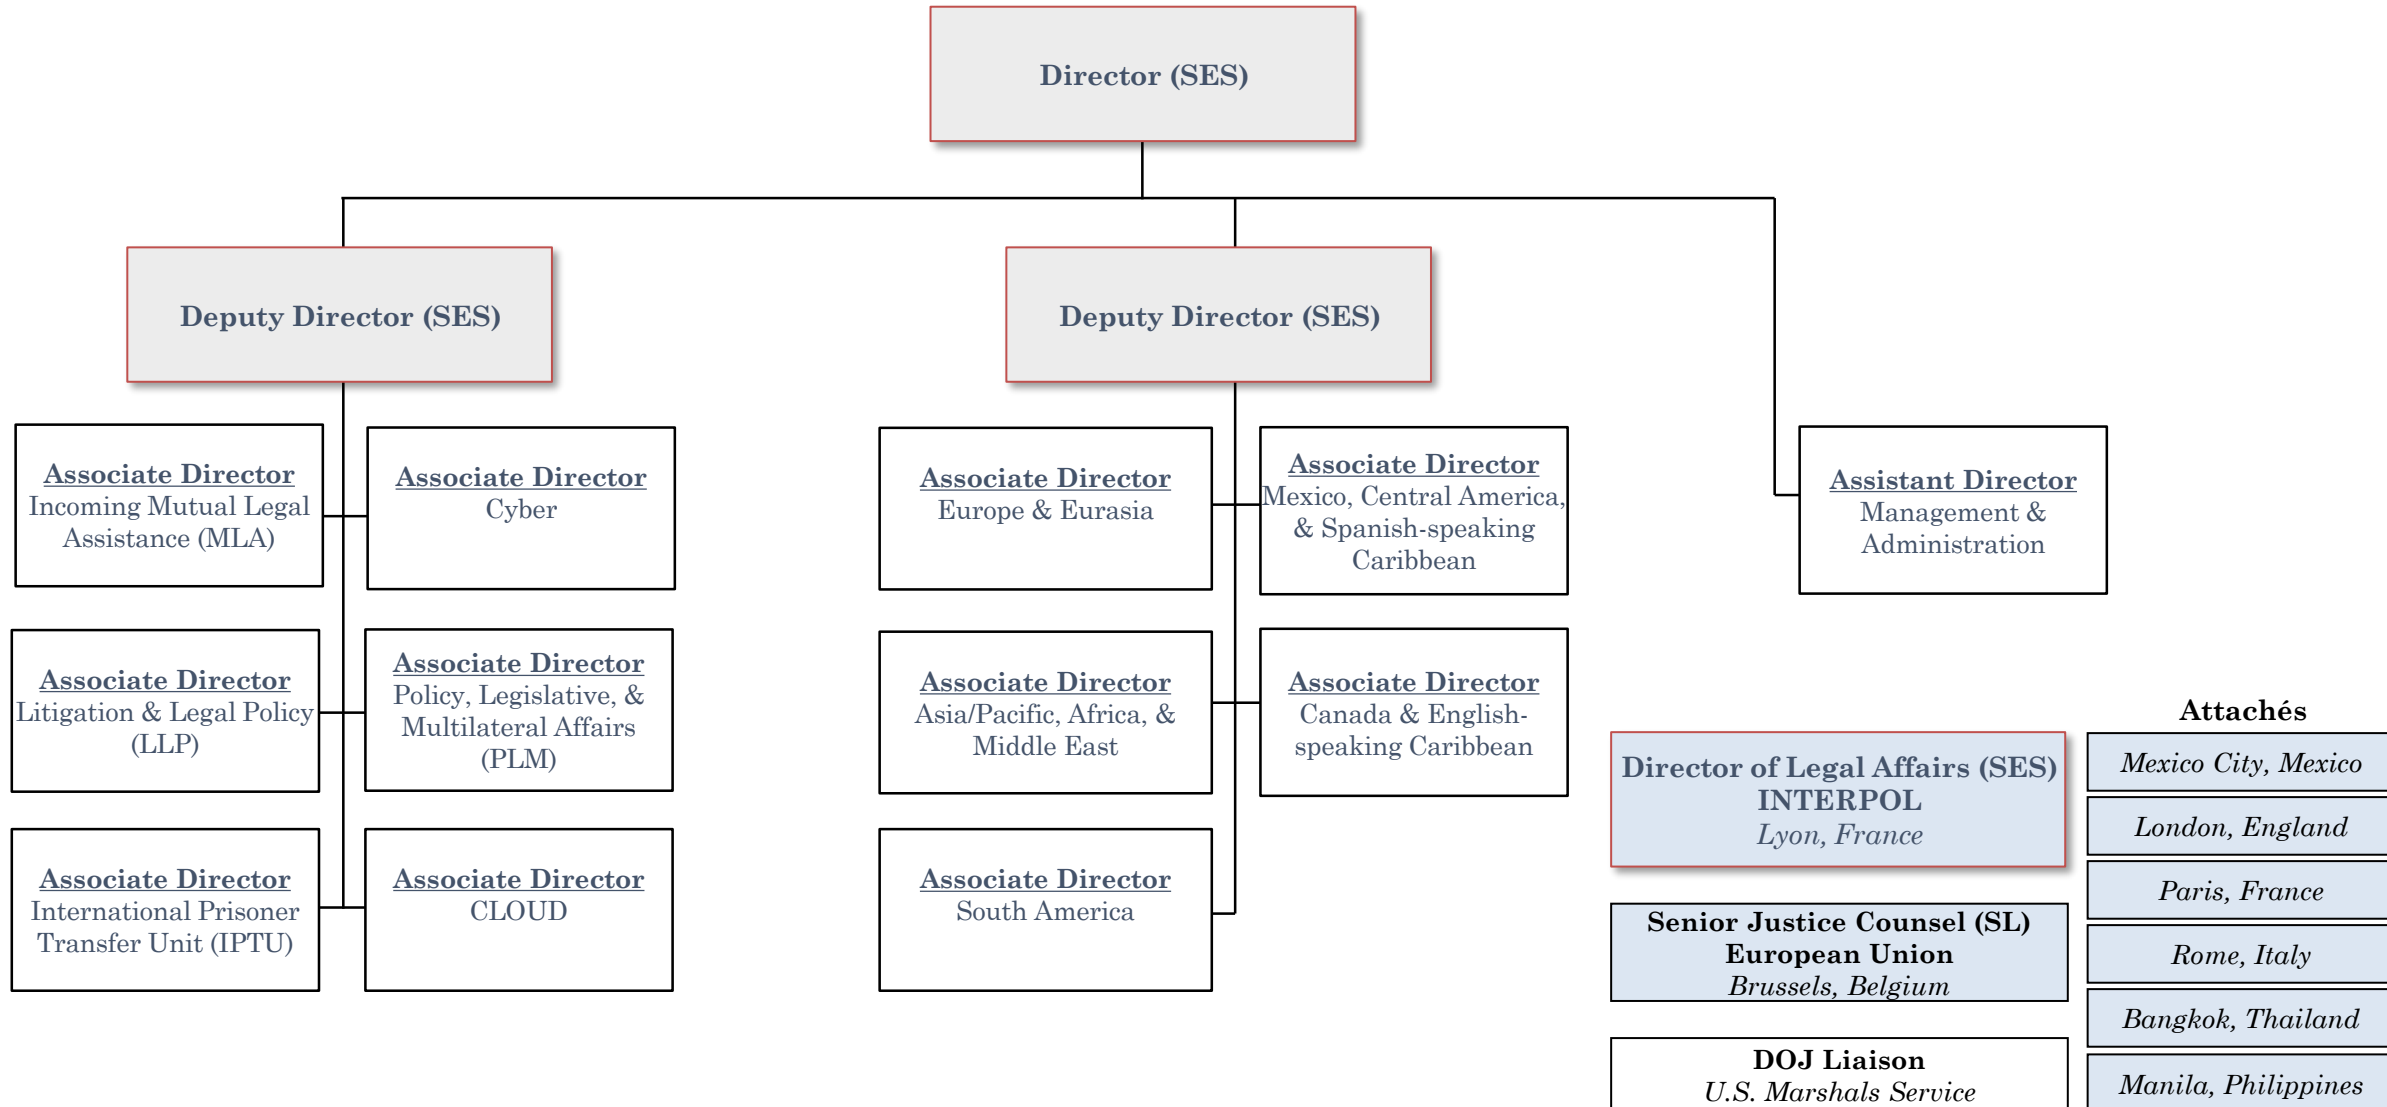 Director (SES)
Deputy Director (SES)
Deputy Director (SES)
Associate Director
Incoming Mutual Legal
Assistance (MLA)
Associate Director
Cyber
Associate Director
Europe & Eurasia
Associate Director
Mexico, Central America,
& Spanish-speaking
Caribbean
Assistant Director
Management &
Administration
Associate Director
Litigation & Legal Policy
(LLP)
Associate Director
Policy, Legislative, &
Multilateral Affairs
(PLM)
Associate Director
Asia/Pacific, Africa, &
Middle East
Associate Director
Canada & English-
speaking Caribbean
Associate Director
International Prisoner
Transfer Unit (IPTU)
Associate Director
CLOUD
Associate Director
South America
Director of Legal Affairs (SES)
INTERPOL
Lyon, France
Senior Justice Counsel (SL)
European Union
Brussels, Belgium
DOJ Liaison
U.S. Marshals Service
Attachés
Mexico City, Mexico
London, England
Paris, France
Rome, Italy
Bangkok, Thailand
Manila, Philippines